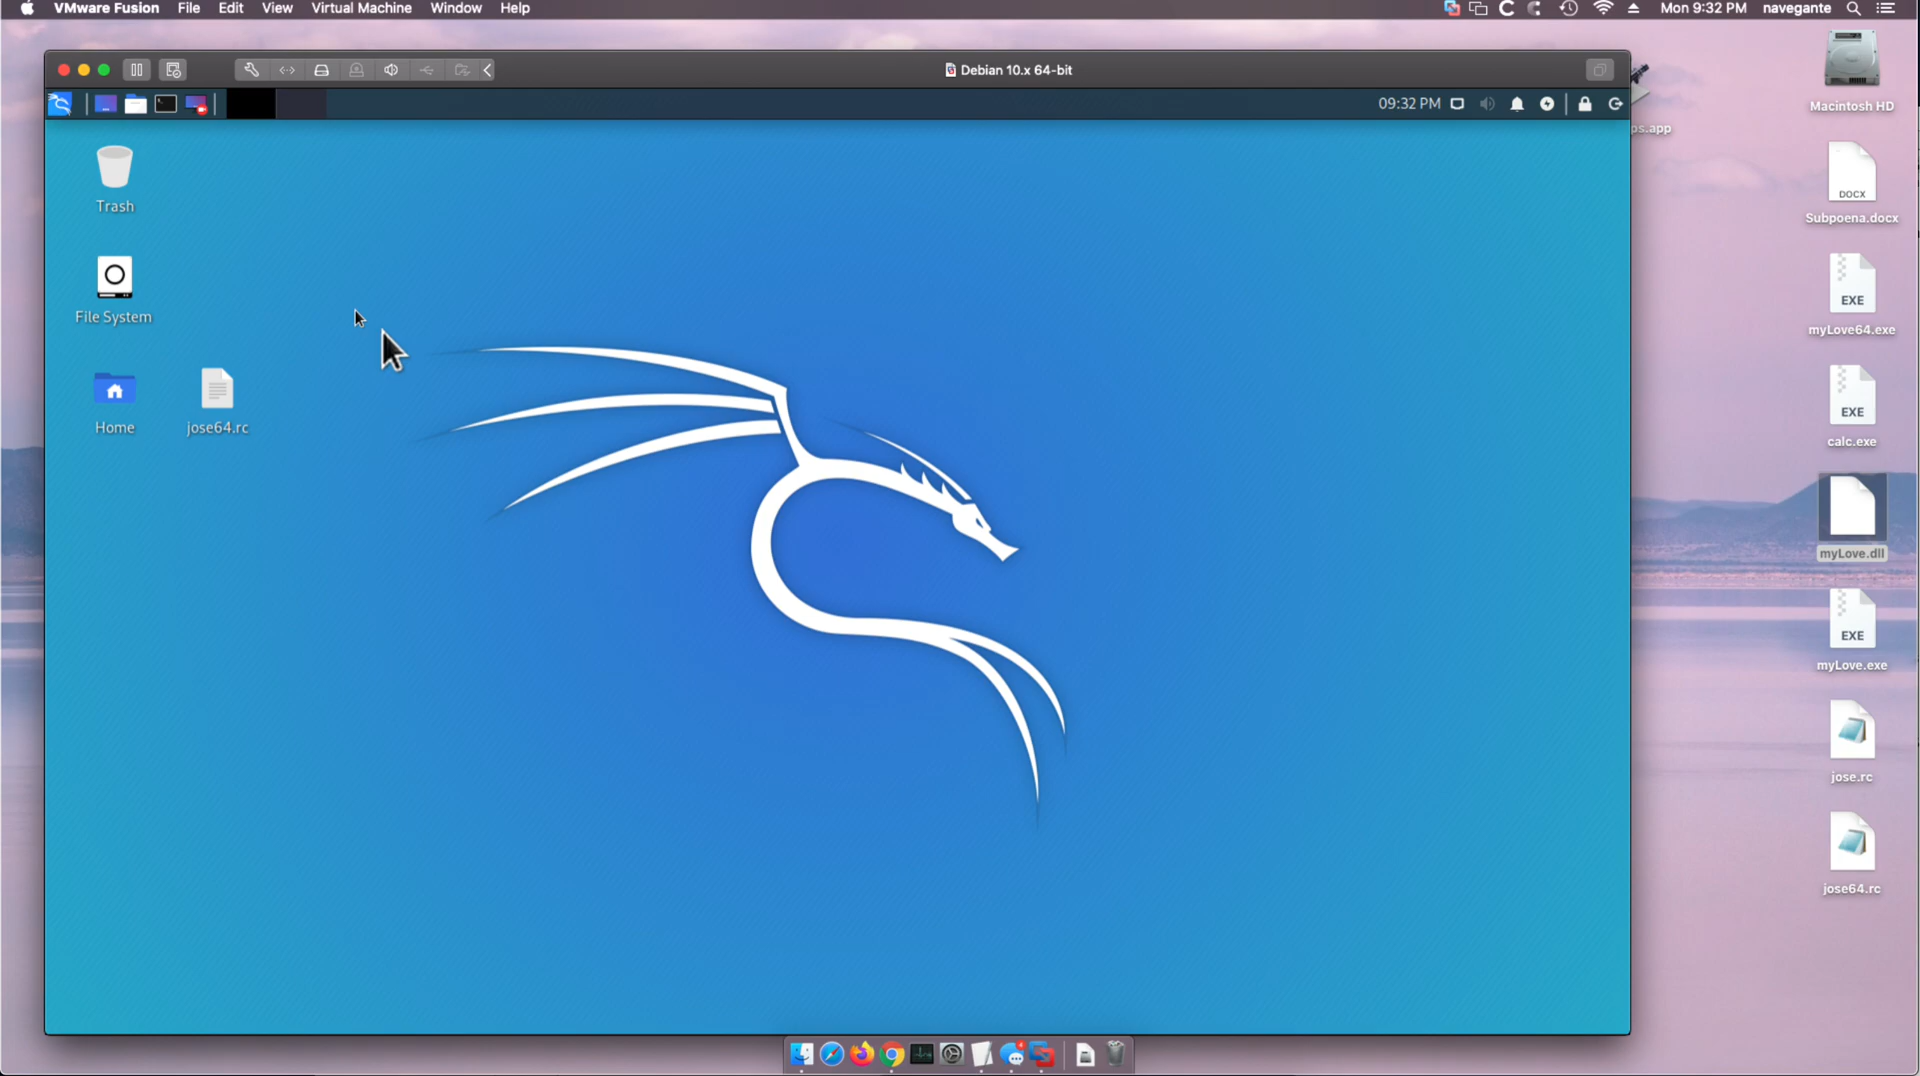 VMware Fusion File Edit View Virtual Machine Window Help Mon 9:32 PM navegante
Debian 10.x 64-bit
09:32 PM
ps.app
Macintosh HD
Trash
DOCX
Subpoena.docx
File System
EXE
myLove64.exe
Home
jose64.rc
EXE
calc.exe
myLove.dll
EXE
myLove.exe
jose.rc
jose64.rc